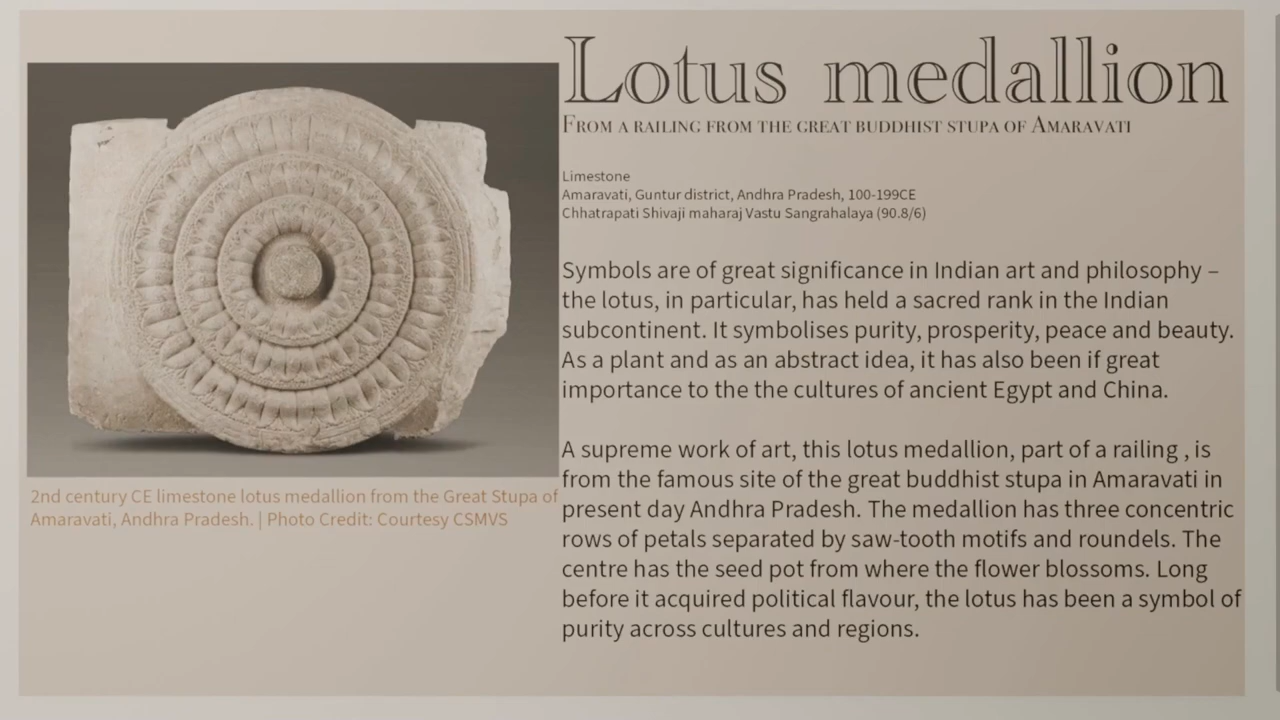 Lotus medallion
From a railing from the great buddhist stupa of Amaravati
Limestone
Amaravati, Guntur district, Andhra Pradesh, 100-199CE
Chhatrapati Shivaji maharaj Vastu Sangrahalaya (90.8/6)
Symbols are of great significance in Indian art and philosophy –
the lotus, in particular, has held a sacred rank in the Indian
subcontinent. It symbolises purity, prosperity, peace and beauty.
As a plant and as an abstract idea, it has also been if great
importance to the the cultures of ancient Egypt and China.
A supreme work of art, this lotus medallion, part of a railing , is
from the famous site of the great buddhist stupa in Amaravati in
present day Andhra Pradesh. The medallion has three concentric
rows of petals separated by saw-tooth motifs and roundels. The
centre has the seed pot from where the flower blossoms. Long
before it acquired political flavour, the lotus has been a symbol of
purity across cultures and regions.
2nd century CE limestone lotus medallion from the Great Stupa of
Amaravati, Andhra Pradesh. | Photo Credit: Courtesy CSMVS